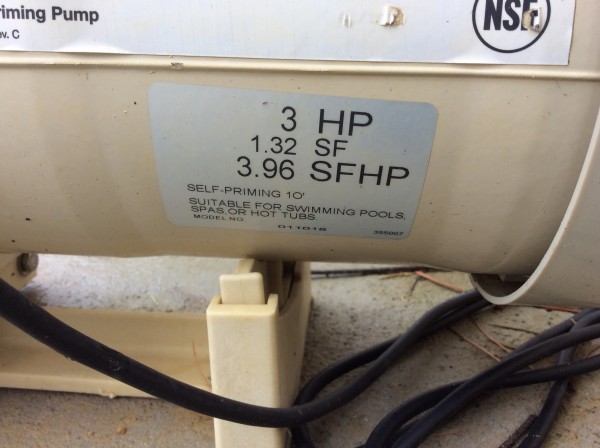 riming Pump
ev. C
NSF
3 HP
1.32 SF
3.96 SFHP
SELF-PRIMING 10'
SUITABLE FOR SWIMMING POOLS,
SPAS,OR HOT TUBS.
MODEL NO. 011018
355067